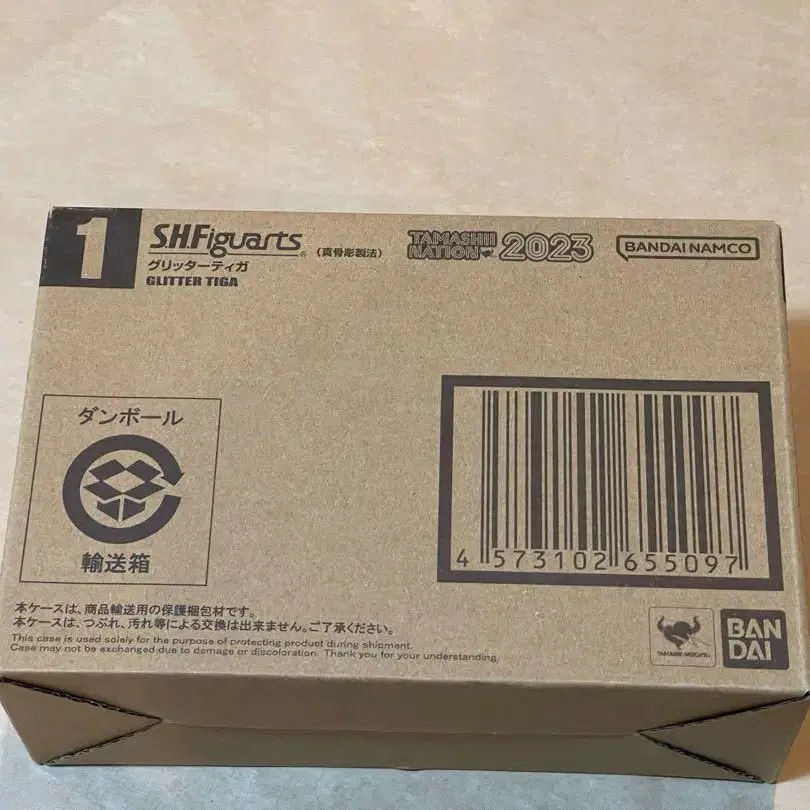 1
S.H.Figuarts®
(真骨彫製法)
グリッターティガ
GLITTER TIGA
TAMASHII
NATION 2023
BANDAI NAMCO
ダンボール
輸送箱
4 573102 655097
本ケースは、商品輸送用の保護梱包材です。
本ケースは、つぶれ、汚れ等による交換は出来ません。ご了承ください。
This case is used solely for the purpose of protecting product during shipment.
Case may not be exchanged due to damage or discoloration. Thank you for your understanding.
TAMASHII NATIONS
BAN
DAI